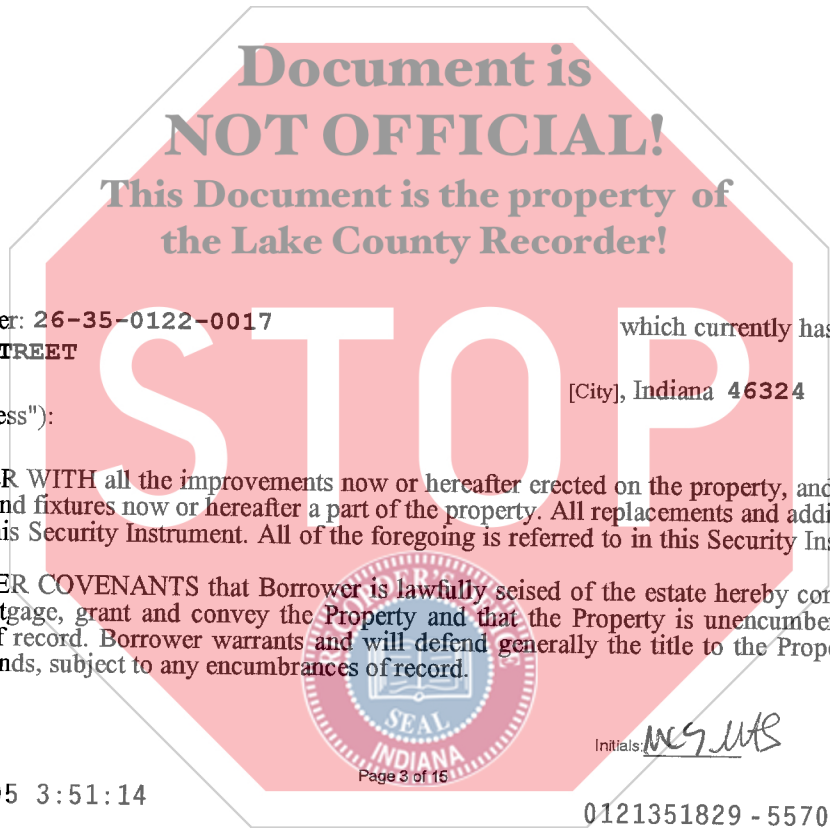 Document is
NOT OFFICIAL!
This Document is the property of
the Lake County Recorder!
er: 26-35-0122-0017 which currently has
TREET
[City], Indiana 46324
ess"):
STOP
R WITH all the improvements now or hereafter erected on the property, and
nd fixtures now or hereafter a part of the property. All replacements and addi
is Security Instrument. All of the foregoing is referred to in this Security Ins
ER COVENANTS that Borrower is lawfully seised of the estate hereby con
tgage, grant and convey the Property and that the Property is unencumber
f record. Borrower warrants and will defend generally the title to the Prope
nds, subject to any encumbrances of record.
RECORDER'S OFFICE
SEAL
INDIANA
Initials:
Page 3 of 15
05 3:51:14
0121351829 - 5570